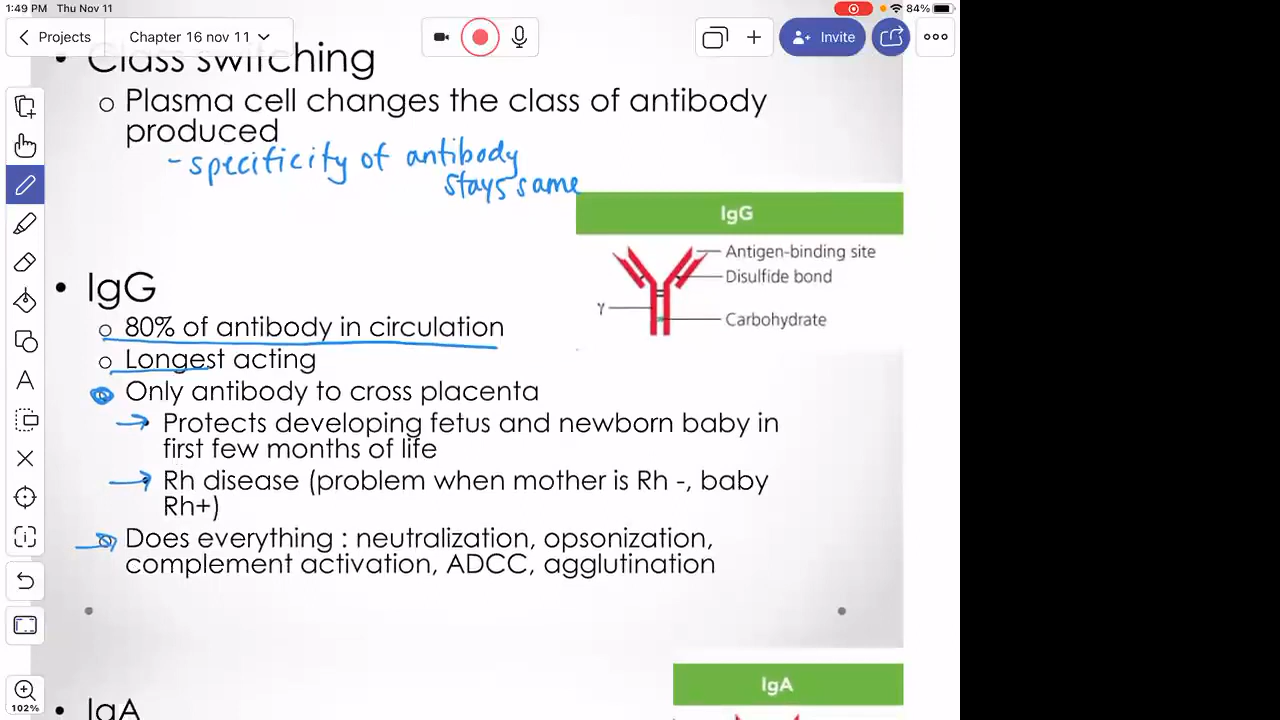 1:49 PM Thu Nov 11
84%
Projects
Chapter 16 nov 11
Invite
• Class switching
o Plasma cell changes the class of antibody
produced
- specificity of antibody
stays same
IgG
Antigen-binding site
Disulfide bond
γ
Carbohydrate
• IgG
o 80% of antibody in circulation
o Longest acting
Only antibody to cross placenta
Protects developing fetus and newborn baby in
first few months of life
Rh disease (problem when mother is Rh -, baby
Rh+)
Does everything : neutralization, opsonization,
complement activation, ADCC, agglutination
IgA
• IgA
A
102%